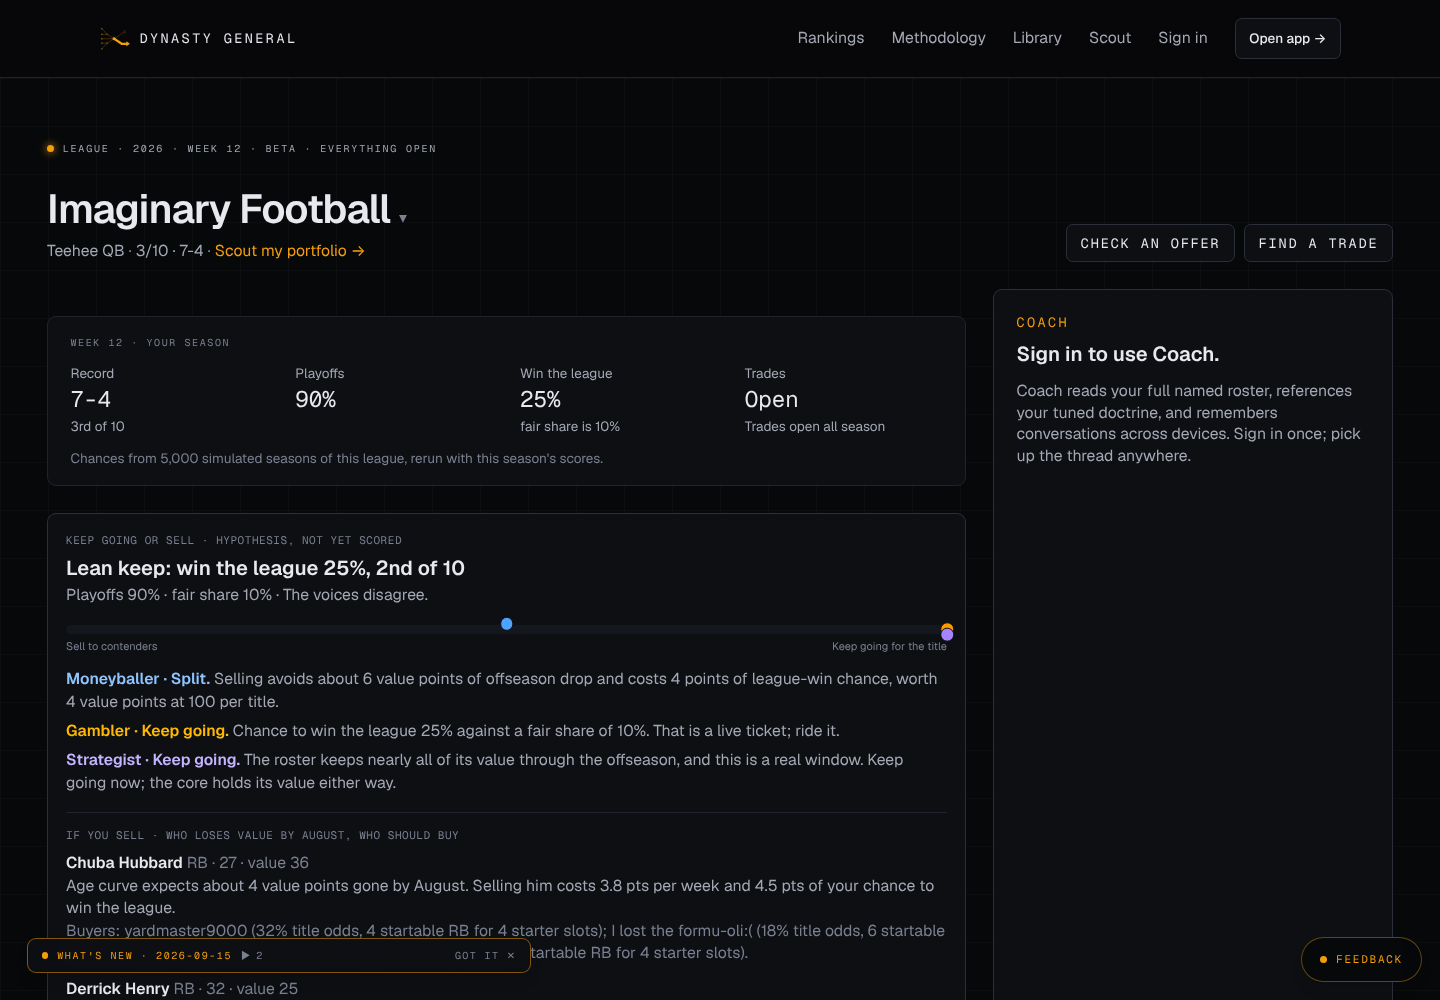 DYNASTY GENERAL
Rankings
Methodology
Library
Scout
Sign in
Open app →
LEAGUE · 2026 · WEEK 12 · BETA · EVERYTHING OPEN
Imaginary Football ▾
Teehee QB · 3/10 · 7-4 · Scout my portfolio →
CHECK AN OFFER
FIND A TRADE
WEEK 12 · YOUR SEASON
Record
7-4
3rd of 10
Playoffs
90%
Win the league
25%
fair share is 10%
Trades
Open
Trades open all season
Chances from 5,000 simulated seasons of this league, rerun with this season's scores.
KEEP GOING OR SELL · HYPOTHESIS, NOT YET SCORED
Lean keep: win the league 25%, 2nd of 10
Playoffs 90% · fair share 10% · The voices disagree.
Sell to contenders
Keep going for the title
Moneyballer · Split. Selling avoids about 6 value points of offseason drop and costs 4 points of league-win chance, worth
4 value points at 100 per title.
Gambler · Keep going. Chance to win the league 25% against a fair share of 10%. That is a live ticket; ride it.
Strategist · Keep going. The roster keeps nearly all of its value through the offseason, and this is a real window. Keep
going now; the core holds its value either way.
IF YOU SELL · WHO LOSES VALUE BY AUGUST, WHO SHOULD BUY
Chuba Hubbard RB · 27 · value 36
Age curve expects about 4 value points gone by August. Selling him costs 3.8 pts per week and 4.5 pts of your chance to
win the league.
Buyers: yardmaster9000 (32% title odds, 4 startable RB for 4 starter slots); I lost the formu-oli:( (18% title odds, 6 startable
tartable RB for 4 starter slots).
Derrick Henry RB · 32 · value 25
COACH
Sign in to use Coach.
Coach reads your full named roster, references
your tuned doctrine, and remembers
conversations across devices. Sign in once; pick
up the thread anywhere.
WHAT'S NEW · 2026-09-15 ▶ 2
GOT IT ×
FEEDBACK